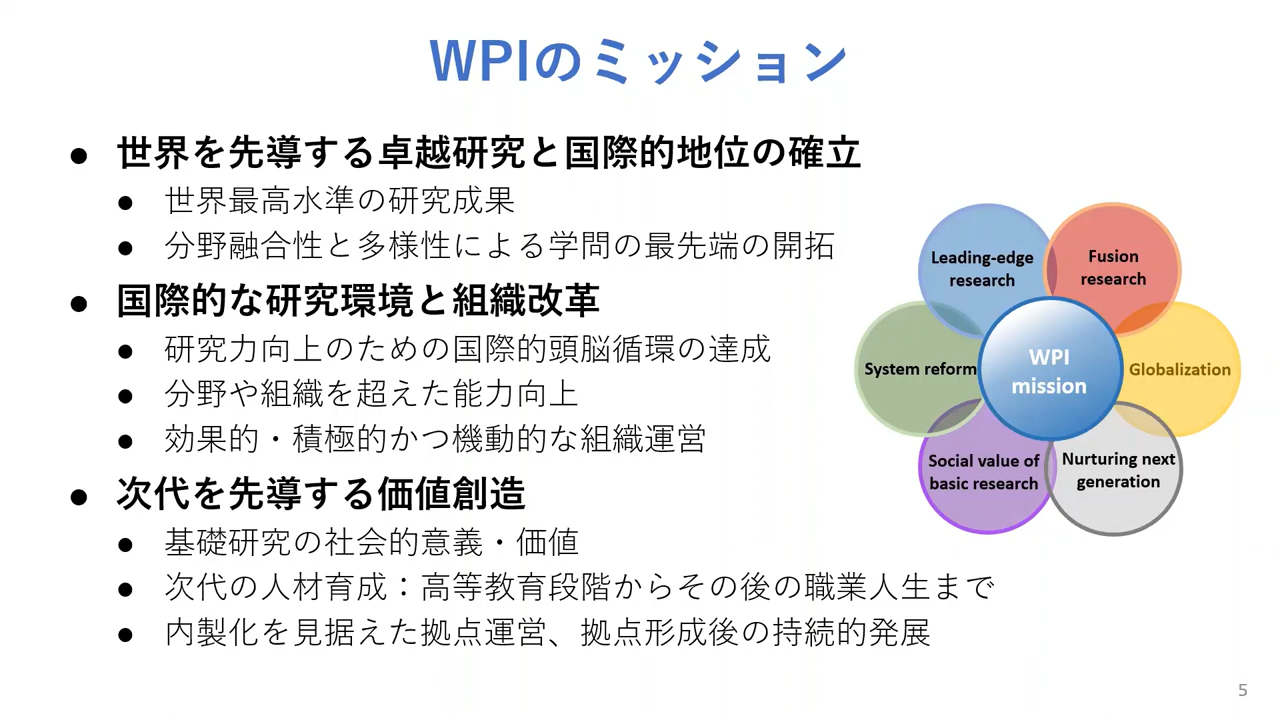 WPIのミッション
● 世界を先導する卓越研究と国際的地位の確立
● 世界最高水準の研究成果
● 分野融合性と多様性による学問の最先端の開拓
● 国際的な研究環境と組織改革
● 研究力向上のための国際的頭脳循環の達成
● 分野や組織を超えた能力向上
● 効果的・積極的かつ機動的な組織運営
● 次代を先導する価値創造
● 基礎研究の社会的意義・価値
● 次代の人材育成：高等教育段階からその後の職業人生まで
● 内製化を見据えた拠点運営、拠点形成後の持続的発展
Leading-edge
research
Fusion
research
System reform
WPI
mission
Globalization
Social value of
basic research
Nurturing next
generation
5